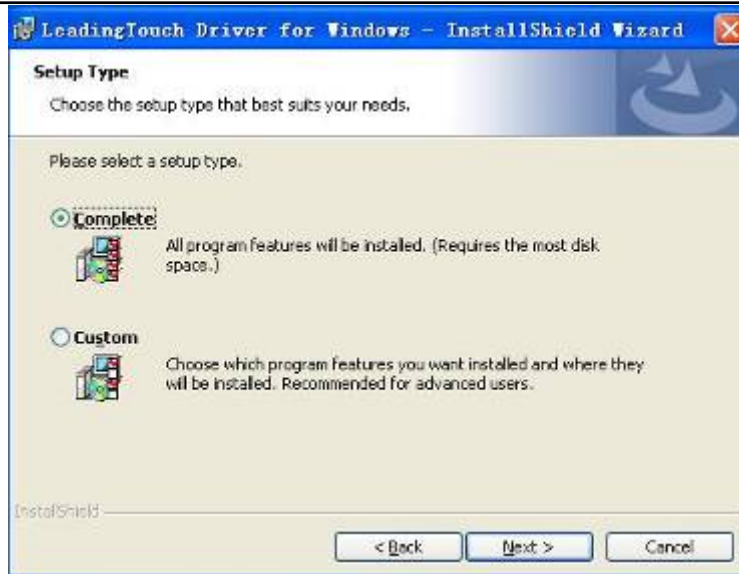 LeadingTouch Driver for Windows - InstallShield Wizard
Setup Type
Choose the setup type that best suits your needs.
Please select a setup type.
Complete
All program features will be installed. (Requires the most disk
space.)
Custom
Choose which program features you want installed and where they
will be installed. Recommended for advanced users.
InstallShield
< Back
Next >
Cancel